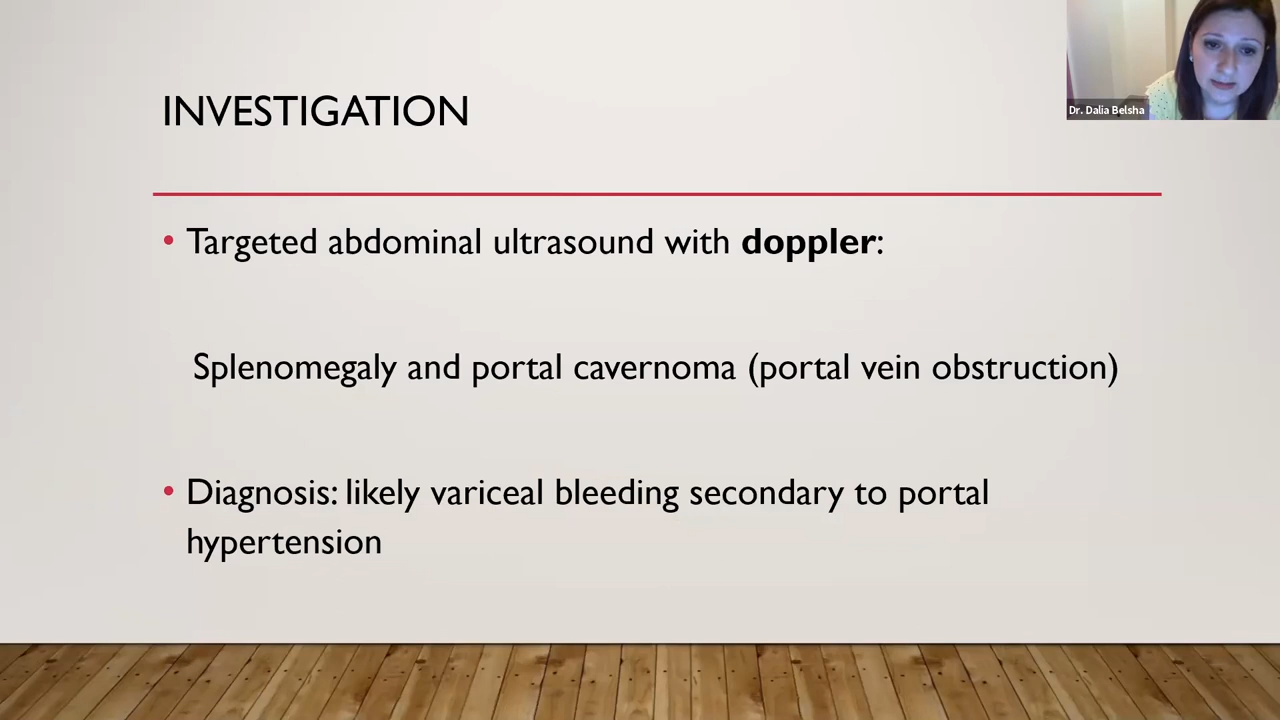 Dr. Dalia Belsha
INVESTIGATION
• Targeted abdominal ultrasound with doppler:
Splenomegaly and portal cavernoma (portal vein obstruction)
• Diagnosis: likely variceal bleeding secondary to portal
hypertension